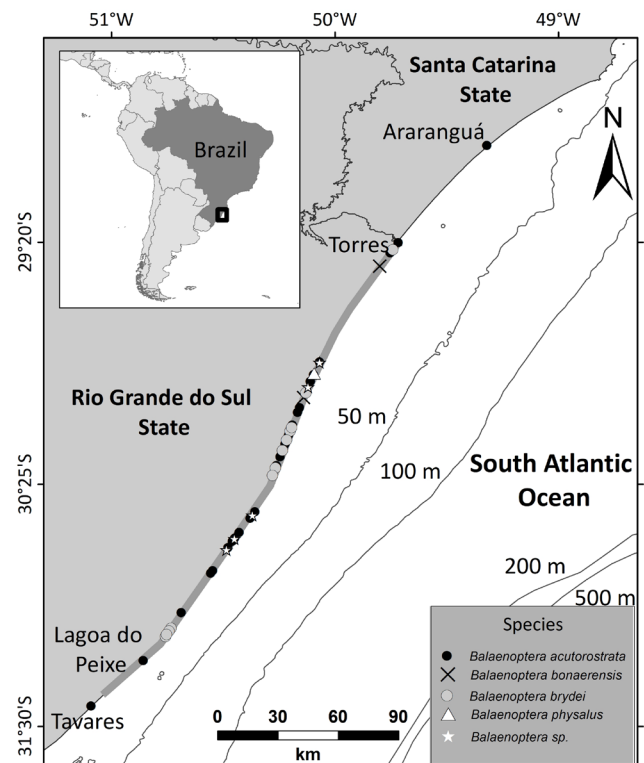 51°W
50°W
49°W
Santa Catarina
State
Araranguá
N
Brazil
29°20'S
Torres
Rio Grande do Sul
State
50 m
100 m
South Atlantic
Ocean
30°25'S
200 m
500 m
Species
Balaenoptera acutorostrata
Balaenoptera bonaerensis
Balaenoptera brydei
Balaenoptera physalus
Balaenoptera sp.
Lagoa do
Peixe
Tavares
31°30'S
0 30 60 90
km